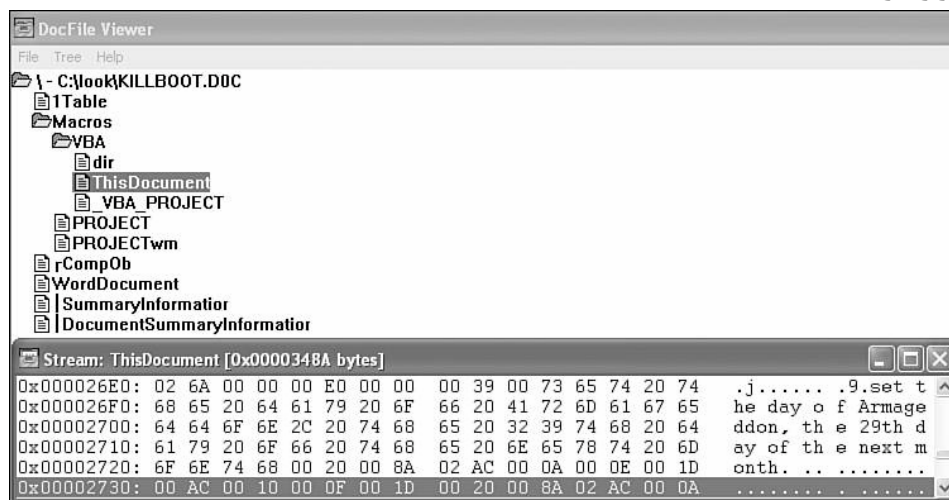 DocFile Viewer
File Tree Help
\ - C:\look\KILLBOOT.D0C
1Table
Macros
VBA
dir
ThisDocument
_VBA_PROJECT
PROJECT
PROJECTwm
rCompOb
WordDocument
|SummaryInformatior
|DocumentSummaryInformatior
Stream: ThisDocument [0x0000348A bytes]
0x000026E0: 02 6A 00 00 00 E0 00 00 00 39 00 73 65 74 20 74 .j...... .9.set t
0x000026F0: 68 65 20 64 61 79 20 6F 66 20 41 72 6D 61 67 65 he day o f Armage
0x00002700: 64 64 6F 6E 2C 20 74 68 65 20 32 39 74 68 20 64 ddon, th e 29th d
0x00002710: 61 79 20 6F 66 20 74 68 65 20 6E 65 78 74 20 6D ay of th e next m
0x00002720: 6F 6E 74 68 00 20 00 8A 02 AC 00 0A 00 0E 00 1D onth. .. ........
0x00002730: 00 AC 00 10 00 0F 00 1D 00 20 00 8A 02 AC 00 0A ........ . ......